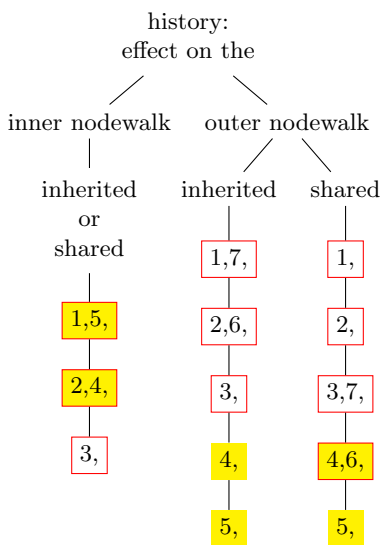 history:
effect on the
inner nodewalk
outer nodewalk
inherited
or
shared
inherited
shared
1,5,
2,4,
3,
1,7,
2,6,
3,
4,
5,
1,
2,
3,7,
4,6,
5,